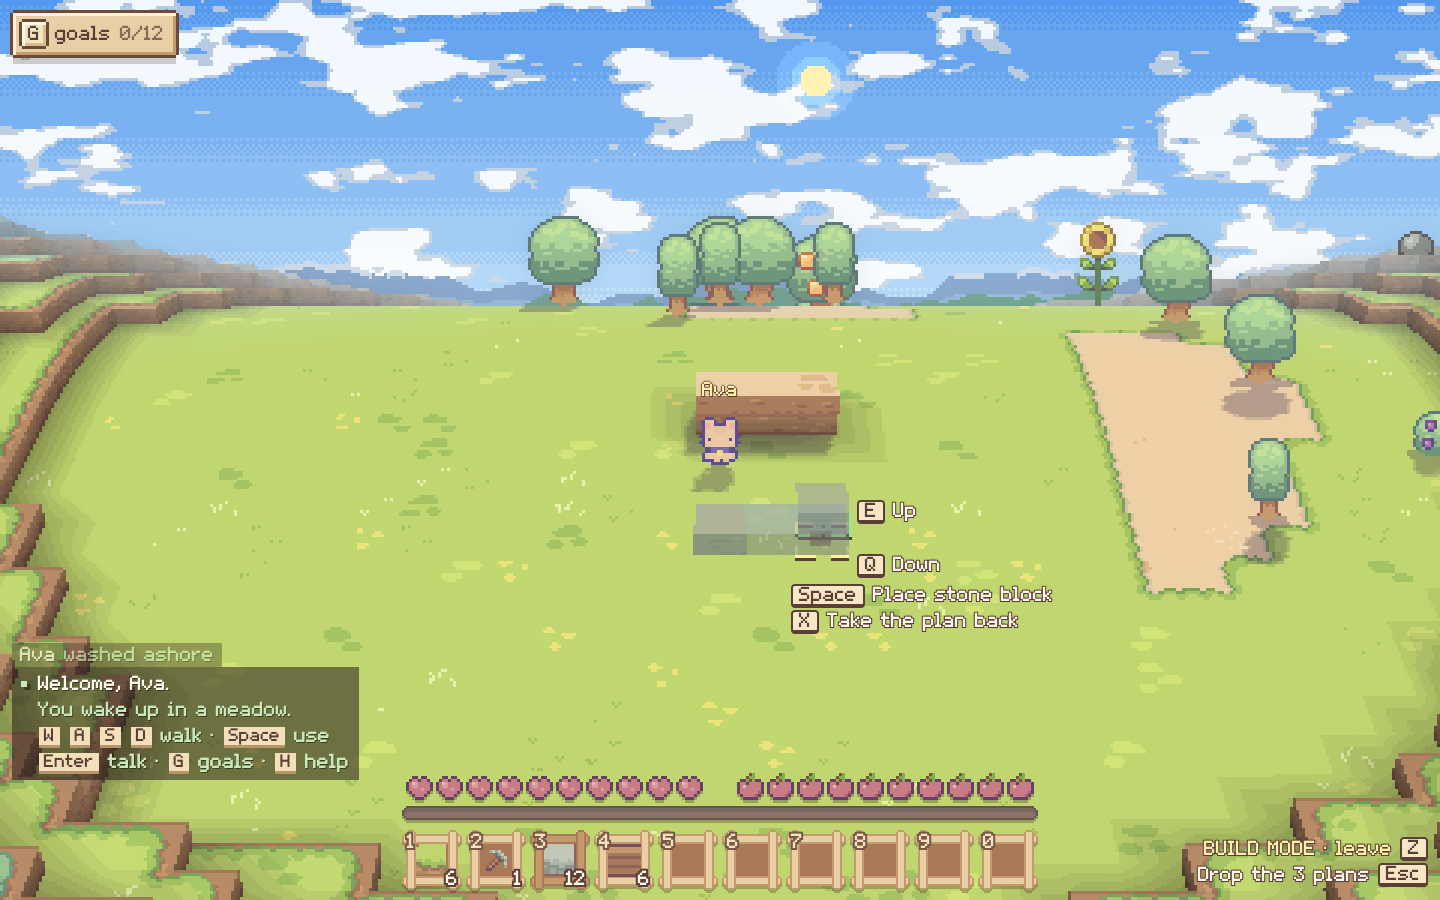 G goals 0/12
Ava
E Up
Q Down
Space Place stone block
X Take the plan back
Ava washed ashore
Welcome, Ava.
You wake up in a meadow.
W A S D walk · Space use
Enter talk · G goals · H help
1 2 3 4 5 6 7 8 9 0
6 1 12 6
BUILD MODE · leave Z
Drop the 3 plans Esc